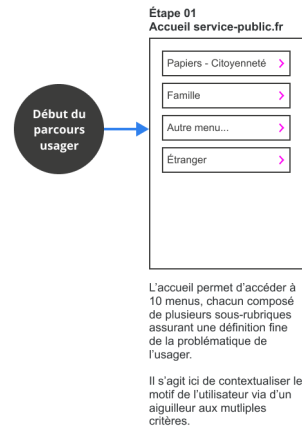 Étape 01
Accueil service-public.fr
Papiers - Citoyenneté
Famille
Début du
parcours
usager
Autre menu...
Étranger
L'accueil permet d'accéder à
10 menus, chacun composé
de plusieurs sous-rubriques
assurant une définition fine
de la problématique de
l'usager.
Il s'agit ici de contextualiser le
motif de l'utilisateur via d'un
aiguilleur aux mutliples
critères.